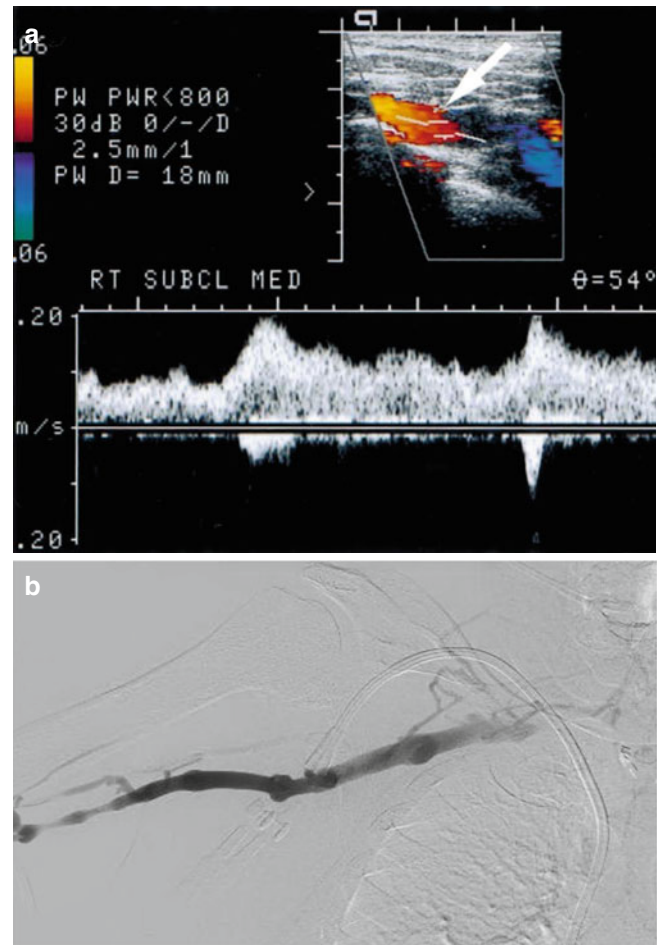 a
.06
PW PWR<800
30dB 0/-/D
2.5mm/1
PW D= 18mm
.06
RT SUBCL MED θ=54°
.20
m/s
.20
b